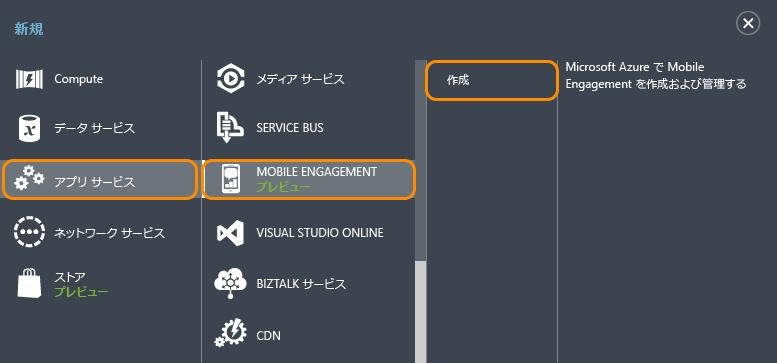 新規
Compute
データ サービス
アプリ サービス
ネットワーク サービス
ストア
プレビュー
メディア サービス
SERVICE BUS
MOBILE ENGAGEMENT
プレビュー
VISUAL STUDIO ONLINE
BIZTALK サービス
CDN
作成
Microsoft Azure で Mobile
Engagement を作成および管理する